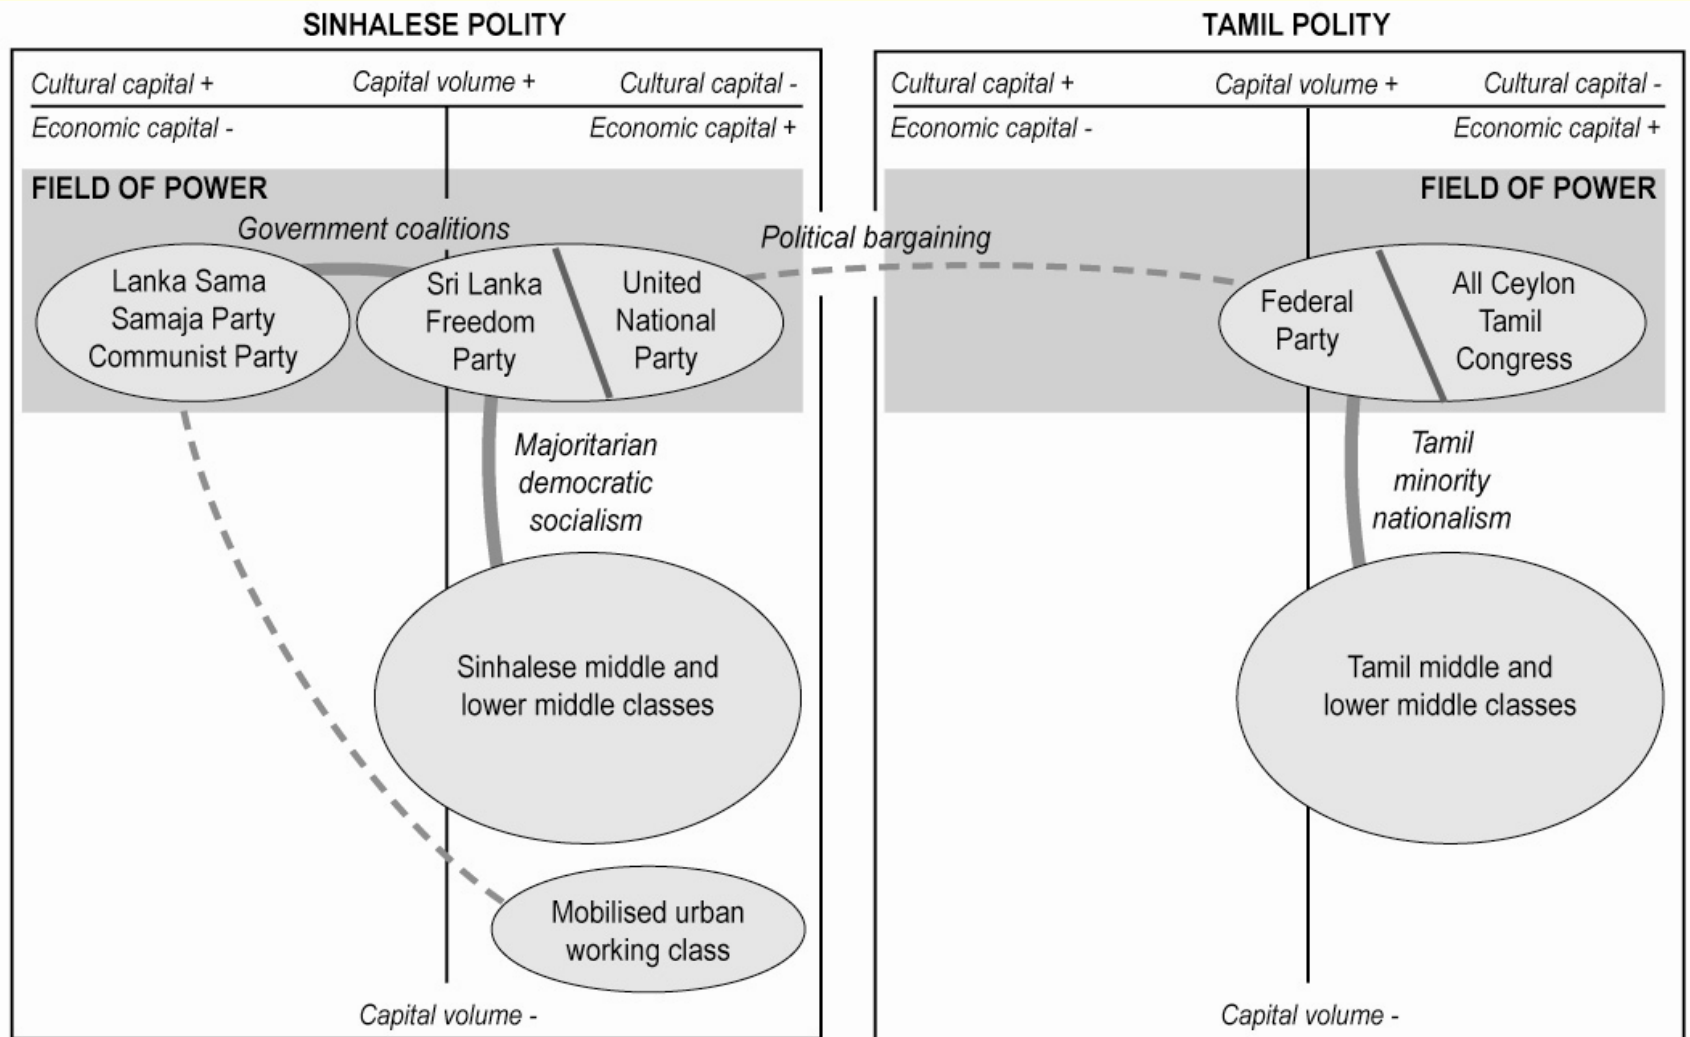 SINHALESE POLITY
Cultural capital +
Capital volume +
Cultural capital -
Economic capital -
Economic capital +
FIELD OF POWER
Government coalitions
Lanka Sama
Samaja Party
Communist Party
Sri Lanka
Freedom
Party
United
National
Party
Majoritarian
democratic
socialism
Sinhalese middle and
lower middle classes
Mobilised urban
working class
Capital volume -
Political bargaining
TAMIL POLITY
Cultural capital +
Capital volume +
Cultural capital -
Economic capital -
Economic capital +
FIELD OF POWER
Federal
Party
All Ceylon
Tamil
Congress
Tamil
minority
nationalism
Tamil middle and
lower middle classes
Capital volume -